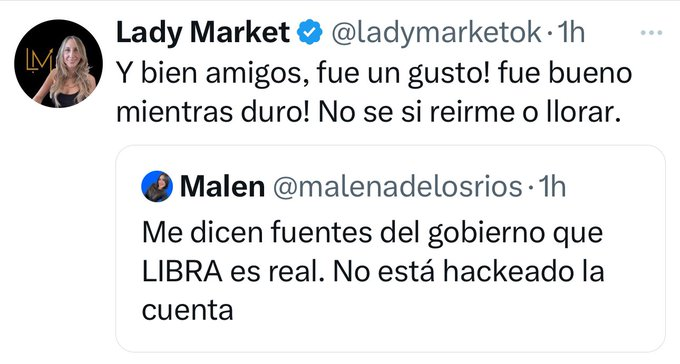 Lady Market @ladymarketok · 1h
LM
Y bien amigos, fue un gusto! fue bueno
mientras duro! No se si reirme o llorar.
Malen @malenadelosrios · 1h
Me dicen fuentes del gobierno que
LIBRA es real. No está hackeado la
cuenta